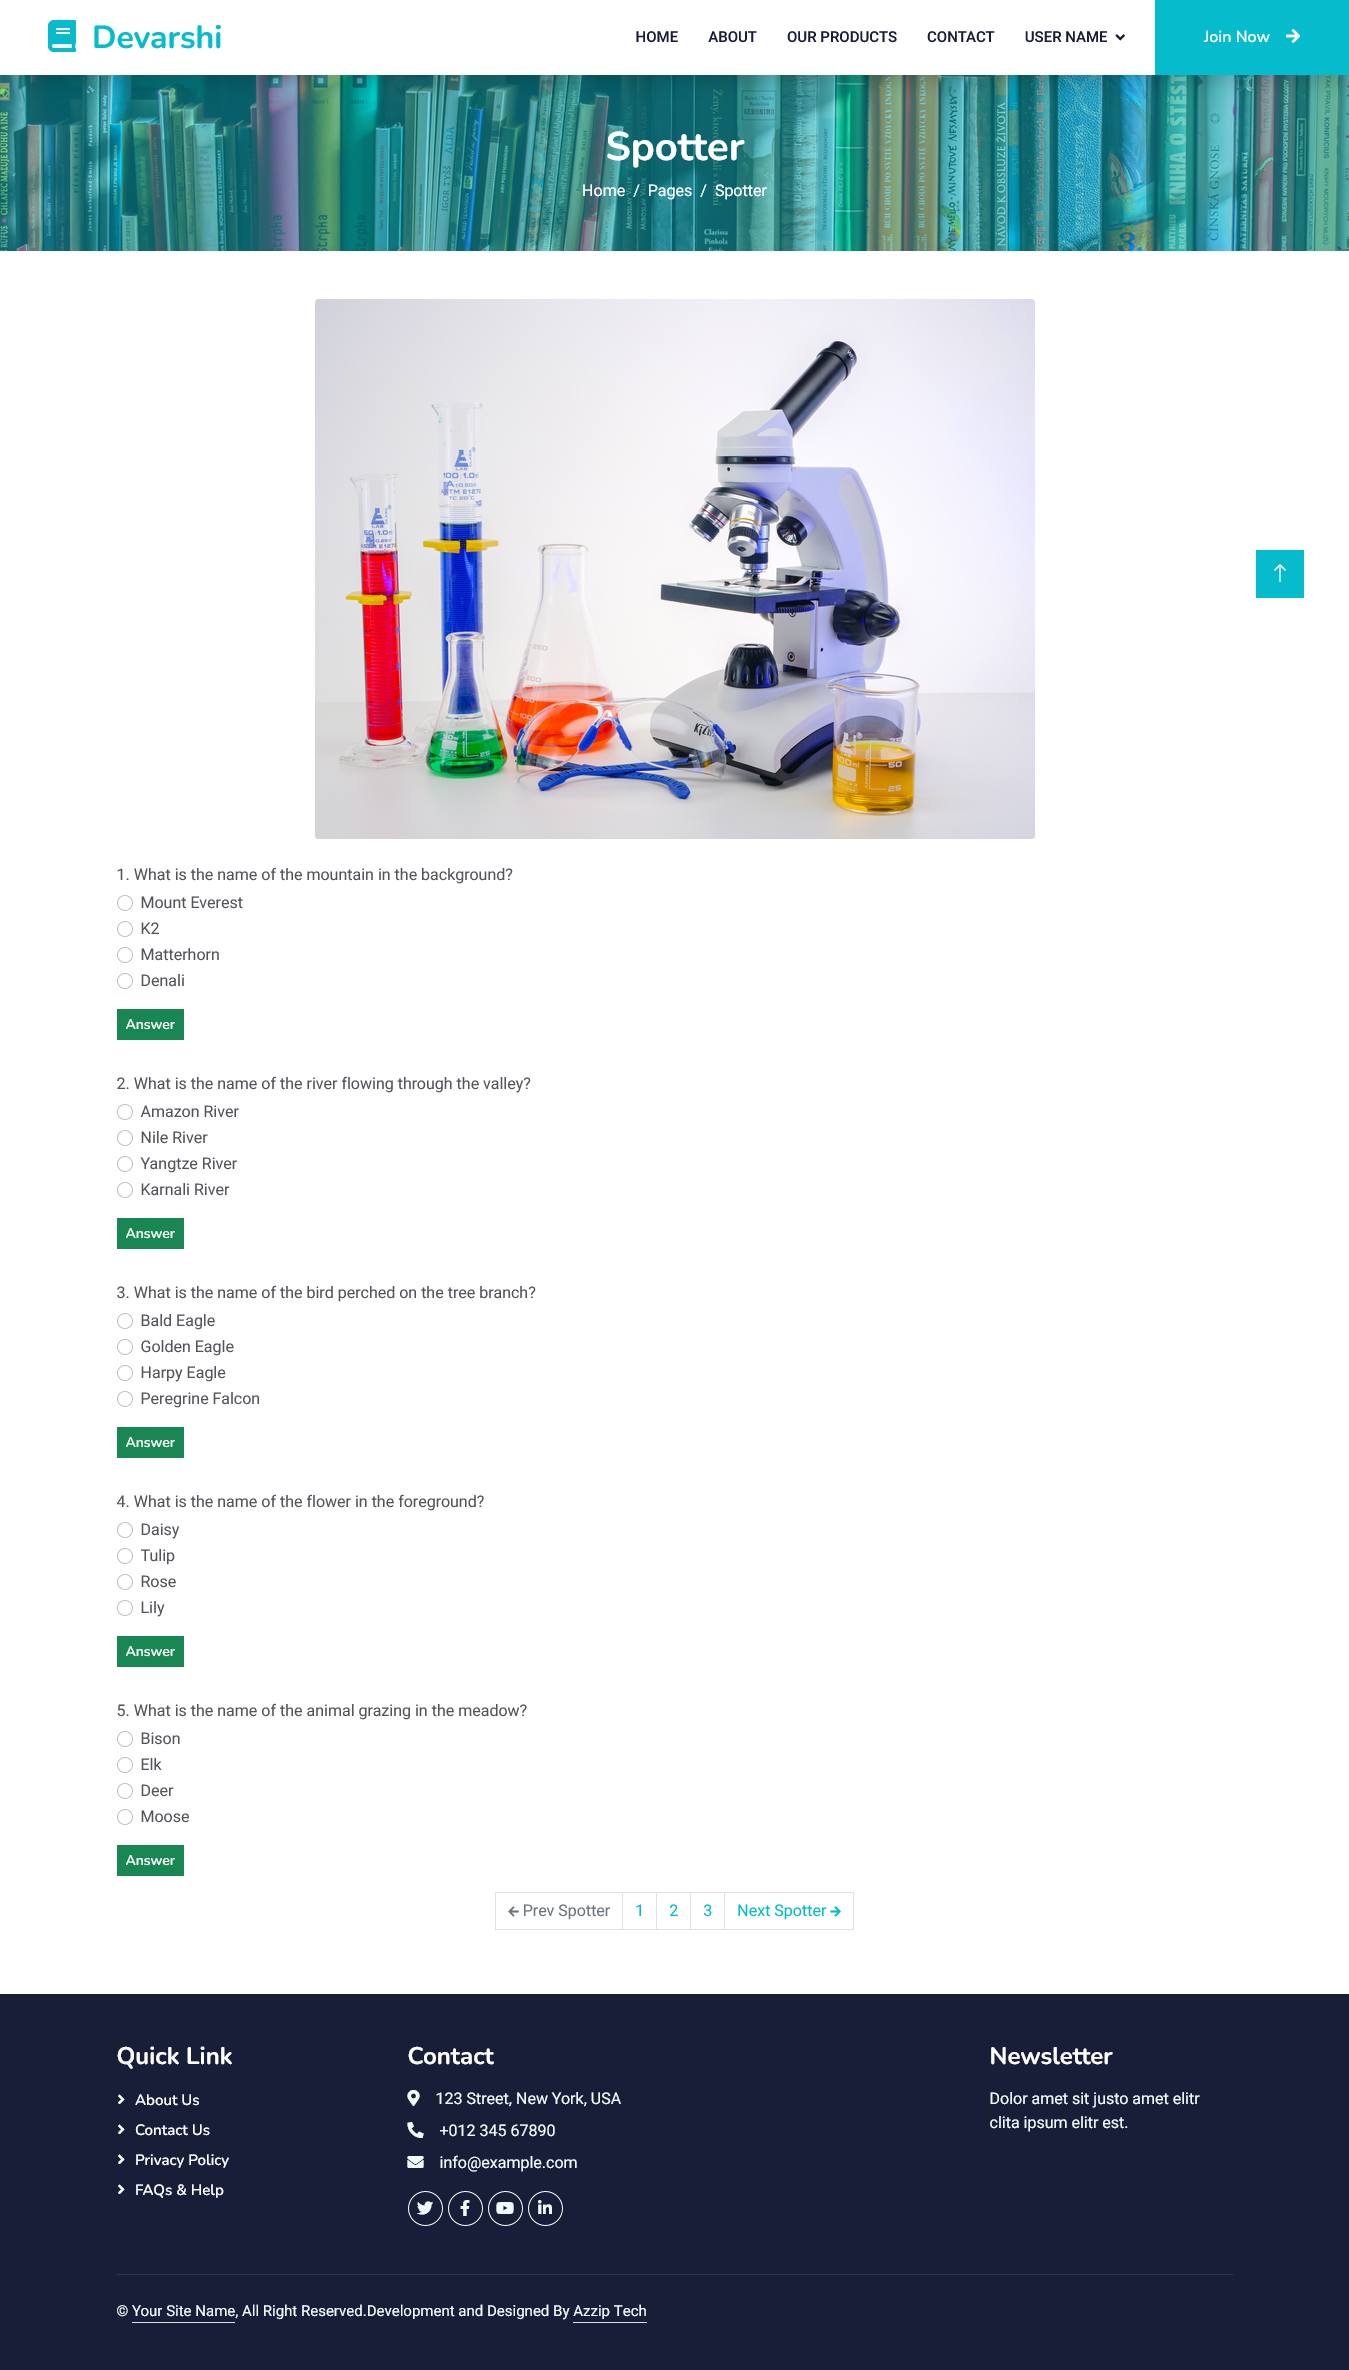 Devarshi
HOME ABOUT OUR PRODUCTS CONTACT USER NAME
Join Now
Spotter
Home / Pages / Spotter
1. What is the name of the mountain in the background?
Mount Everest
K2
Matterhorn
Denali
Answer
2. What is the name of the river flowing through the valley?
Amazon River
Nile River
Yangtze River
Karnali River
Answer
3. What is the name of the bird perched on the tree branch?
Bald Eagle
Golden Eagle
Harpy Eagle
Peregrine Falcon
Answer
4. What is the name of the flower in the foreground?
Daisy
Tulip
Rose
Lily
Answer
5. What is the name of the animal grazing in the meadow?
Bison
Elk
Deer
Moose
Answer
Prev Spotter 1 2 3 Next Spotter
Quick Link
About Us
Contact Us
Privacy Policy
FAQs & Help
Contact
123 Street, New York, USA
+012 345 67890
info@example.com
Newsletter
Dolor amet sit justo amet elitr
clita ipsum elitr est.
© Your Site Name, All Right Reserved.Development and Designed By Azzip Tech